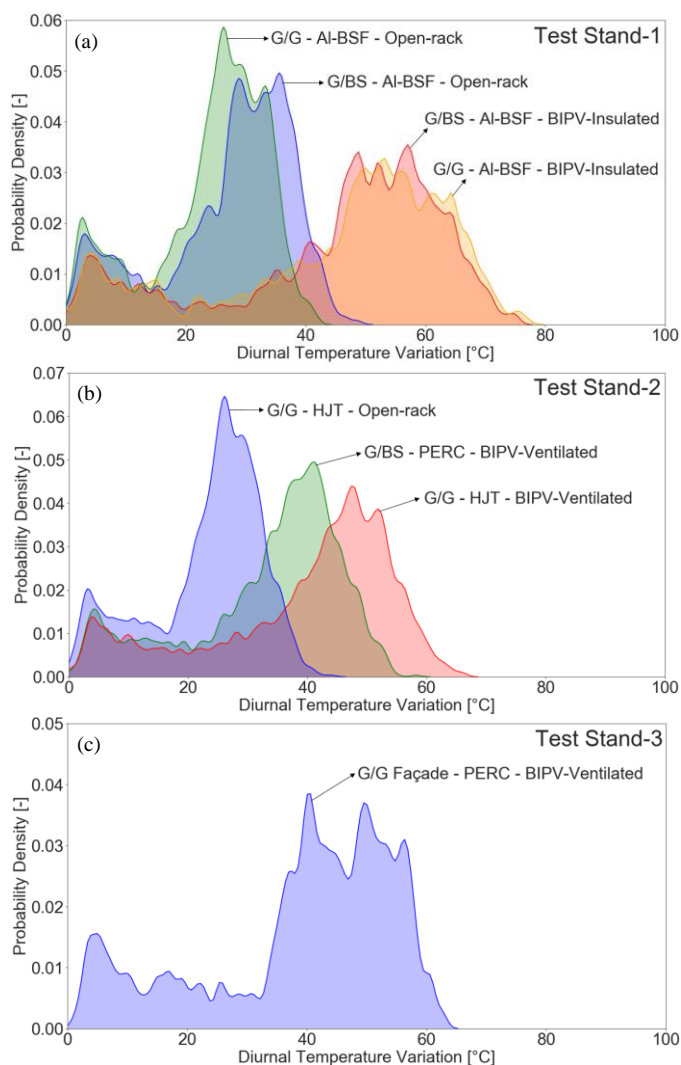 (a)
Test Stand-1
G/G - Al-BSF - Open-rack
G/BS - Al-BSF - Open-rack
G/BS - Al-BSF - BIPV-Insulated
G/G - Al-BSF - BIPV-Insulated
Probability Density [-]
0.06
0.05
0.04
0.03
0.02
0.01
0.00
0 20 40 60 80 100
Diurnal Temperature Variation [°C]
(b)
Test Stand-2
G/G - HJT - Open-rack
G/BS - PERC - BIPV-Ventilated
G/G - HJT - BIPV-Ventilated
Probability Density [-]
0.07
0.06
0.05
0.04
0.03
0.02
0.01
0.00
0 20 40 60 80 100
Diurnal Temperature Variation [°C]
(c)
Test Stand-3
G/G Façade - PERC - BIPV-Ventilated
Probability Density [-]
0.05
0.04
0.03
0.02
0.01
0.00
0 20 40 60 80 100
Diurnal Temperature Variation [°C]